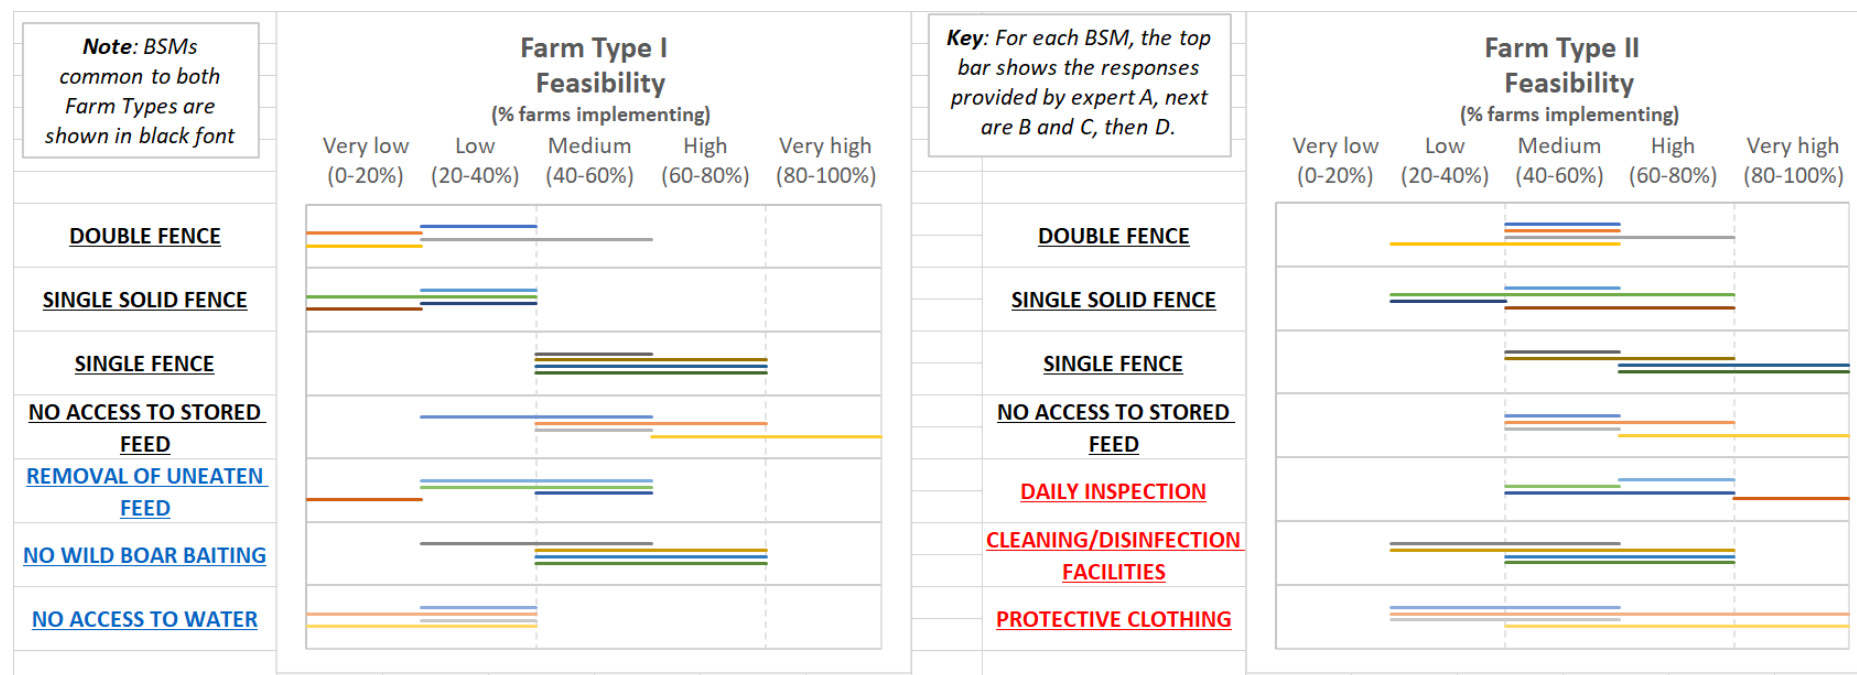 Note: BSMs
common to both
Farm Types are
shown in black font
Farm Type I
Feasibility
(% farms implementing)
Very low Low Medium High Very high
(0-20%) (20-40%) (40-60%) (60-80%) (80-100%)
DOUBLE FENCE
SINGLE SOLID FENCE
SINGLE FENCE
NO ACCESS TO STORED
FEED
REMOVAL OF UNEATEN
FEED
NO WILD BOAR BAITING
NO ACCESS TO WATER
Key: For each BSM, the top
bar shows the responses
provided by expert A, next
are B and C, then D.
Farm Type II
Feasibility
(% farms implementing)
Very low Low Medium High Very high
(0-20%) (20-40%) (40-60%) (60-80%) (80-100%)
DOUBLE FENCE
SINGLE SOLID FENCE
SINGLE FENCE
NO ACCESS TO STORED
FEED
DAILY INSPECTION
CLEANING/DISINFECTION
FACILITIES
PROTECTIVE CLOTHING